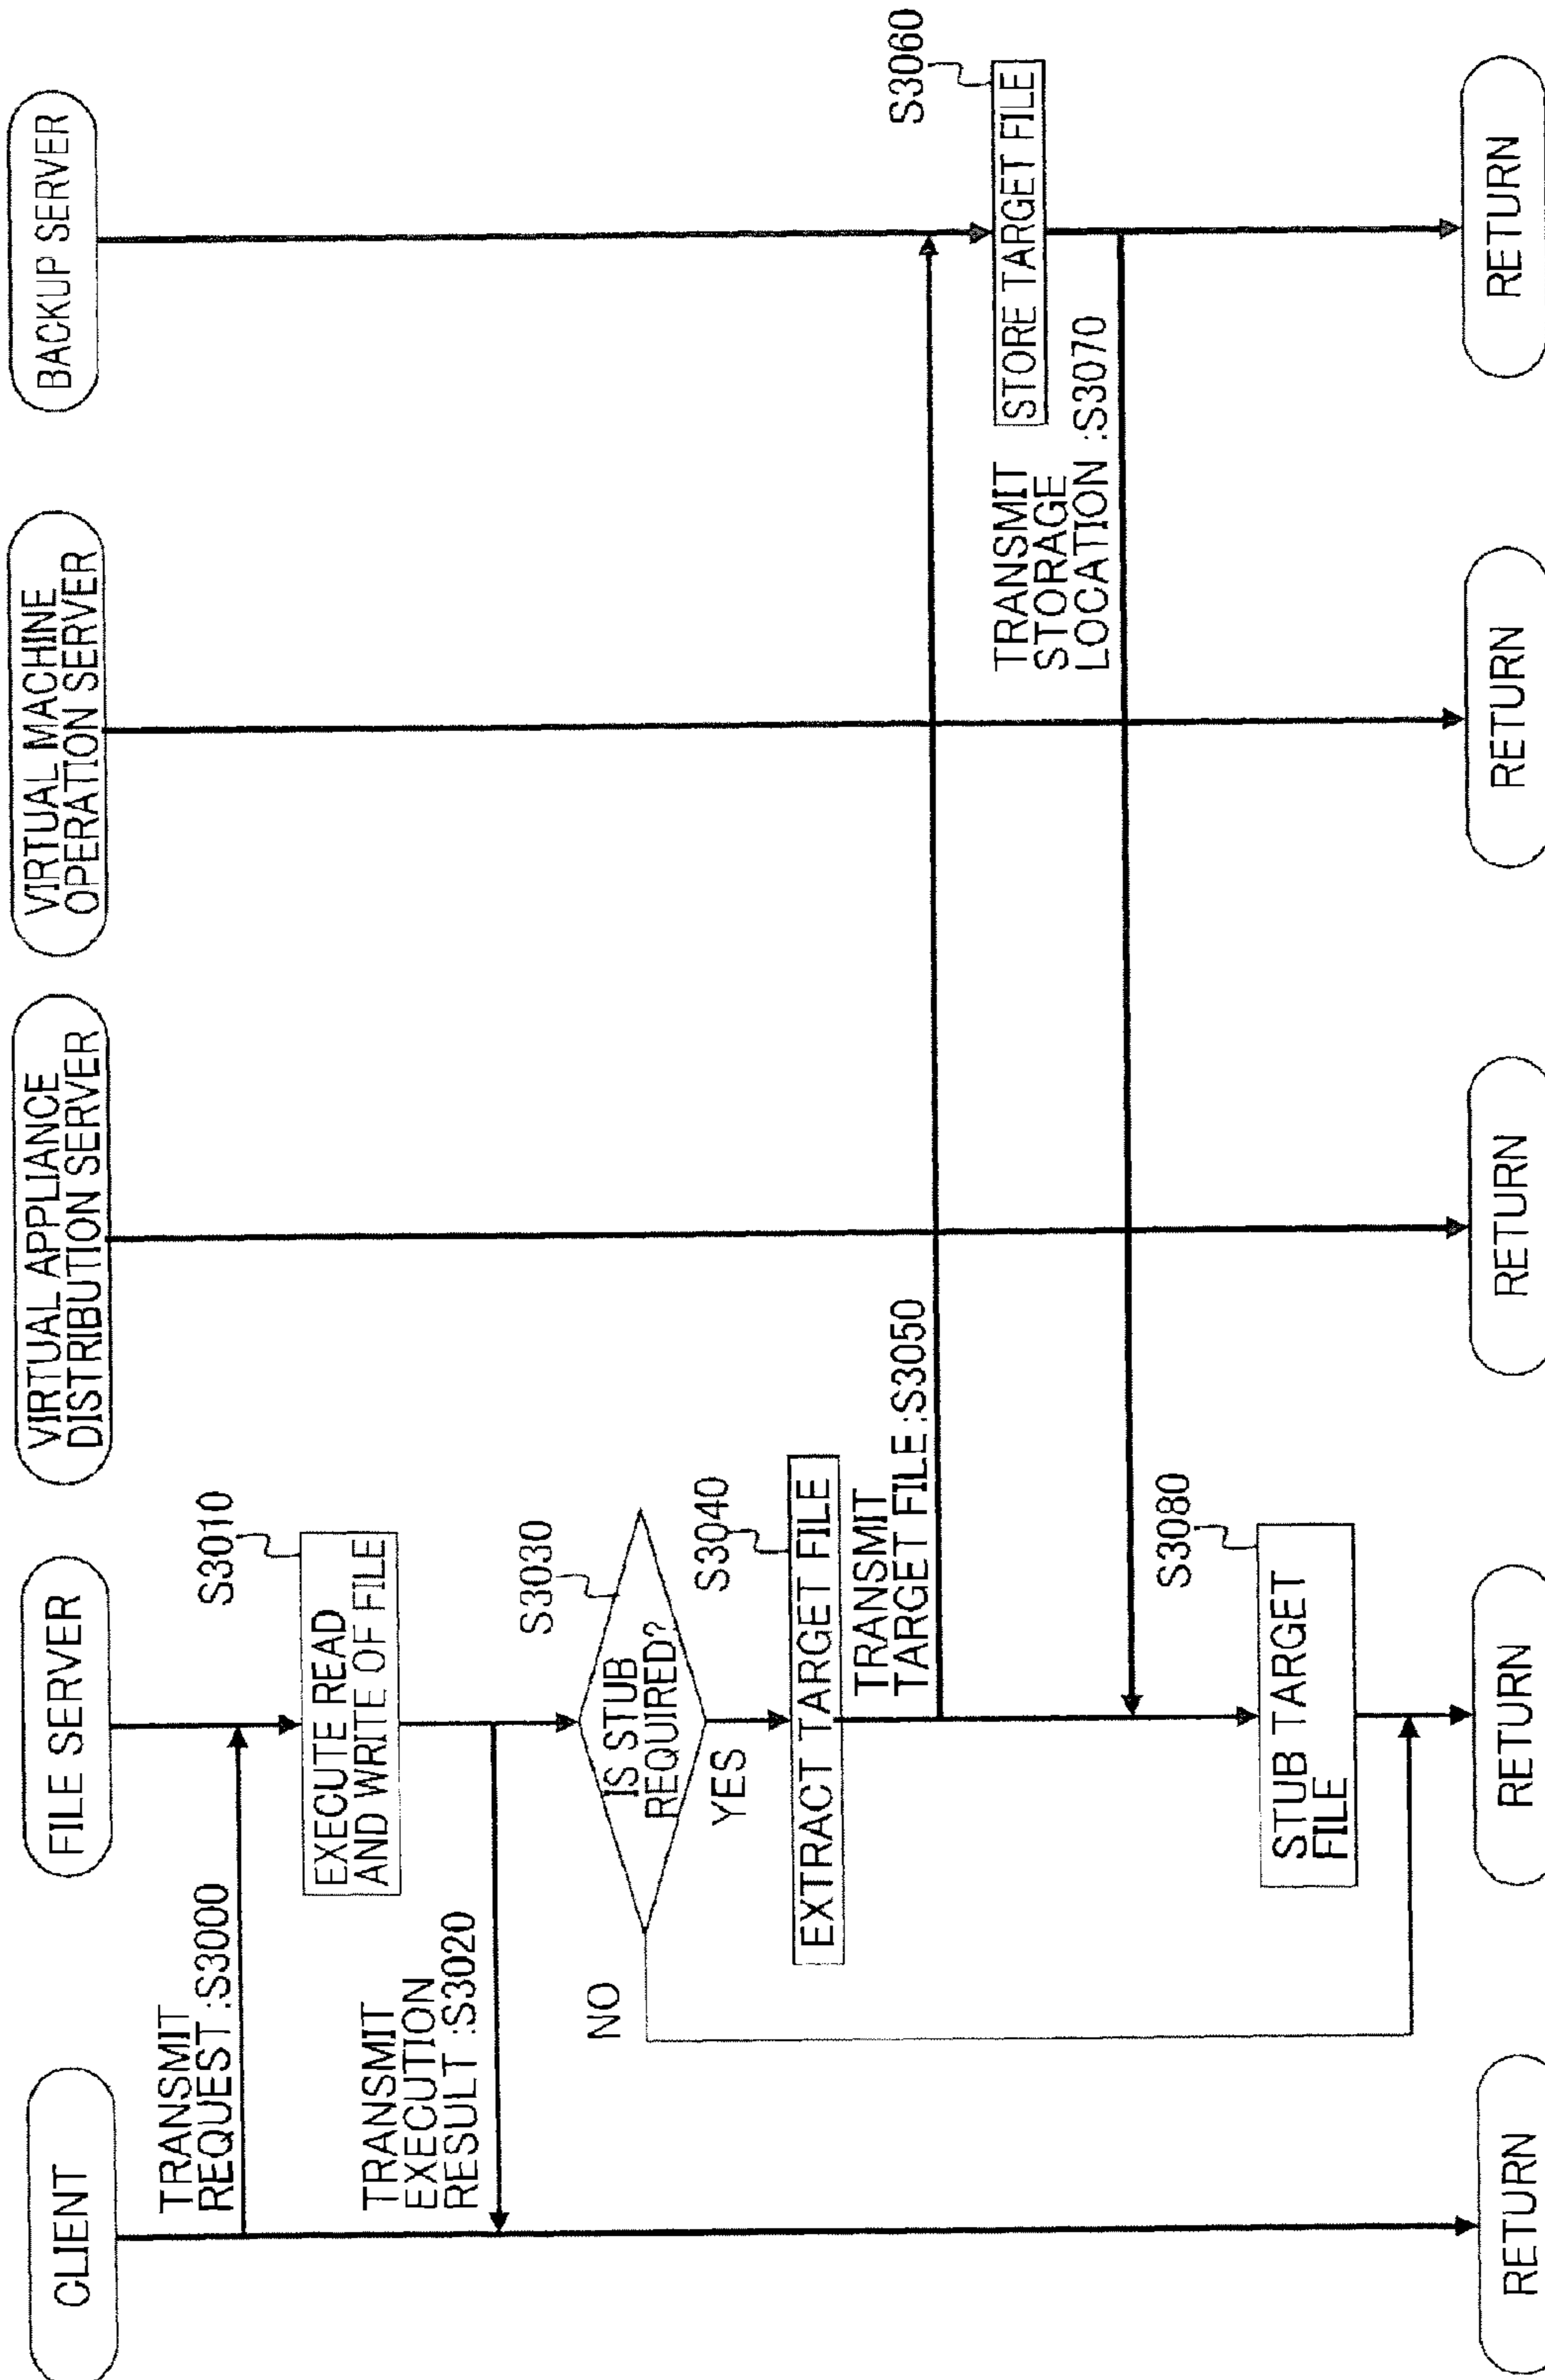 CLIENT
FILE SERVER
VIRTUAL APPLIANCE
DISTRIBUTION SERVER
VIRTUAL MACHINE
OPERATION SERVER
BACKUP SERVER
TRANSMIT
REQUEST :S3000
S3010
EXECUTE READ
AND WRITE OF FILE
TRANSMIT
EXECUTION
RESULT :S3020
S3030
IS STUB
REQUIRED?
NO
YES
S3040
EXTRACT TARGET FILE
TRANSMIT
TARGET FILE :S3050
S3060
STORE TARGET FILE
TRANSMIT
STORAGE
LOCATION :S3070
S3080
STUB TARGET
FILE
RETURN
RETURN
RETURN
RETURN
RETURN